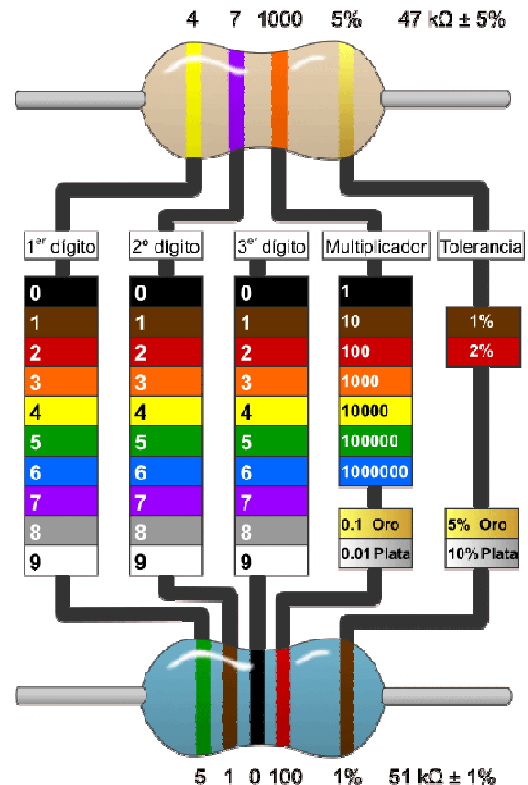 4 7 1000 5% 47 kΩ ± 5%
1er dígito 2º dígito 3er dígito Multiplicador Tolerancia
0 0 0 1
1 1 1 10 1%
2 2 2 100 2%
3 3 3 1000
4 4 4 10000
5 5 5 100000
6 6 6 1000000
7 7 7
8 8 8 0.1 Oro 5% Oro
9 9 9 0.01 Plata 10% Plata
5 1 0 100 1% 51 kΩ ± 1%